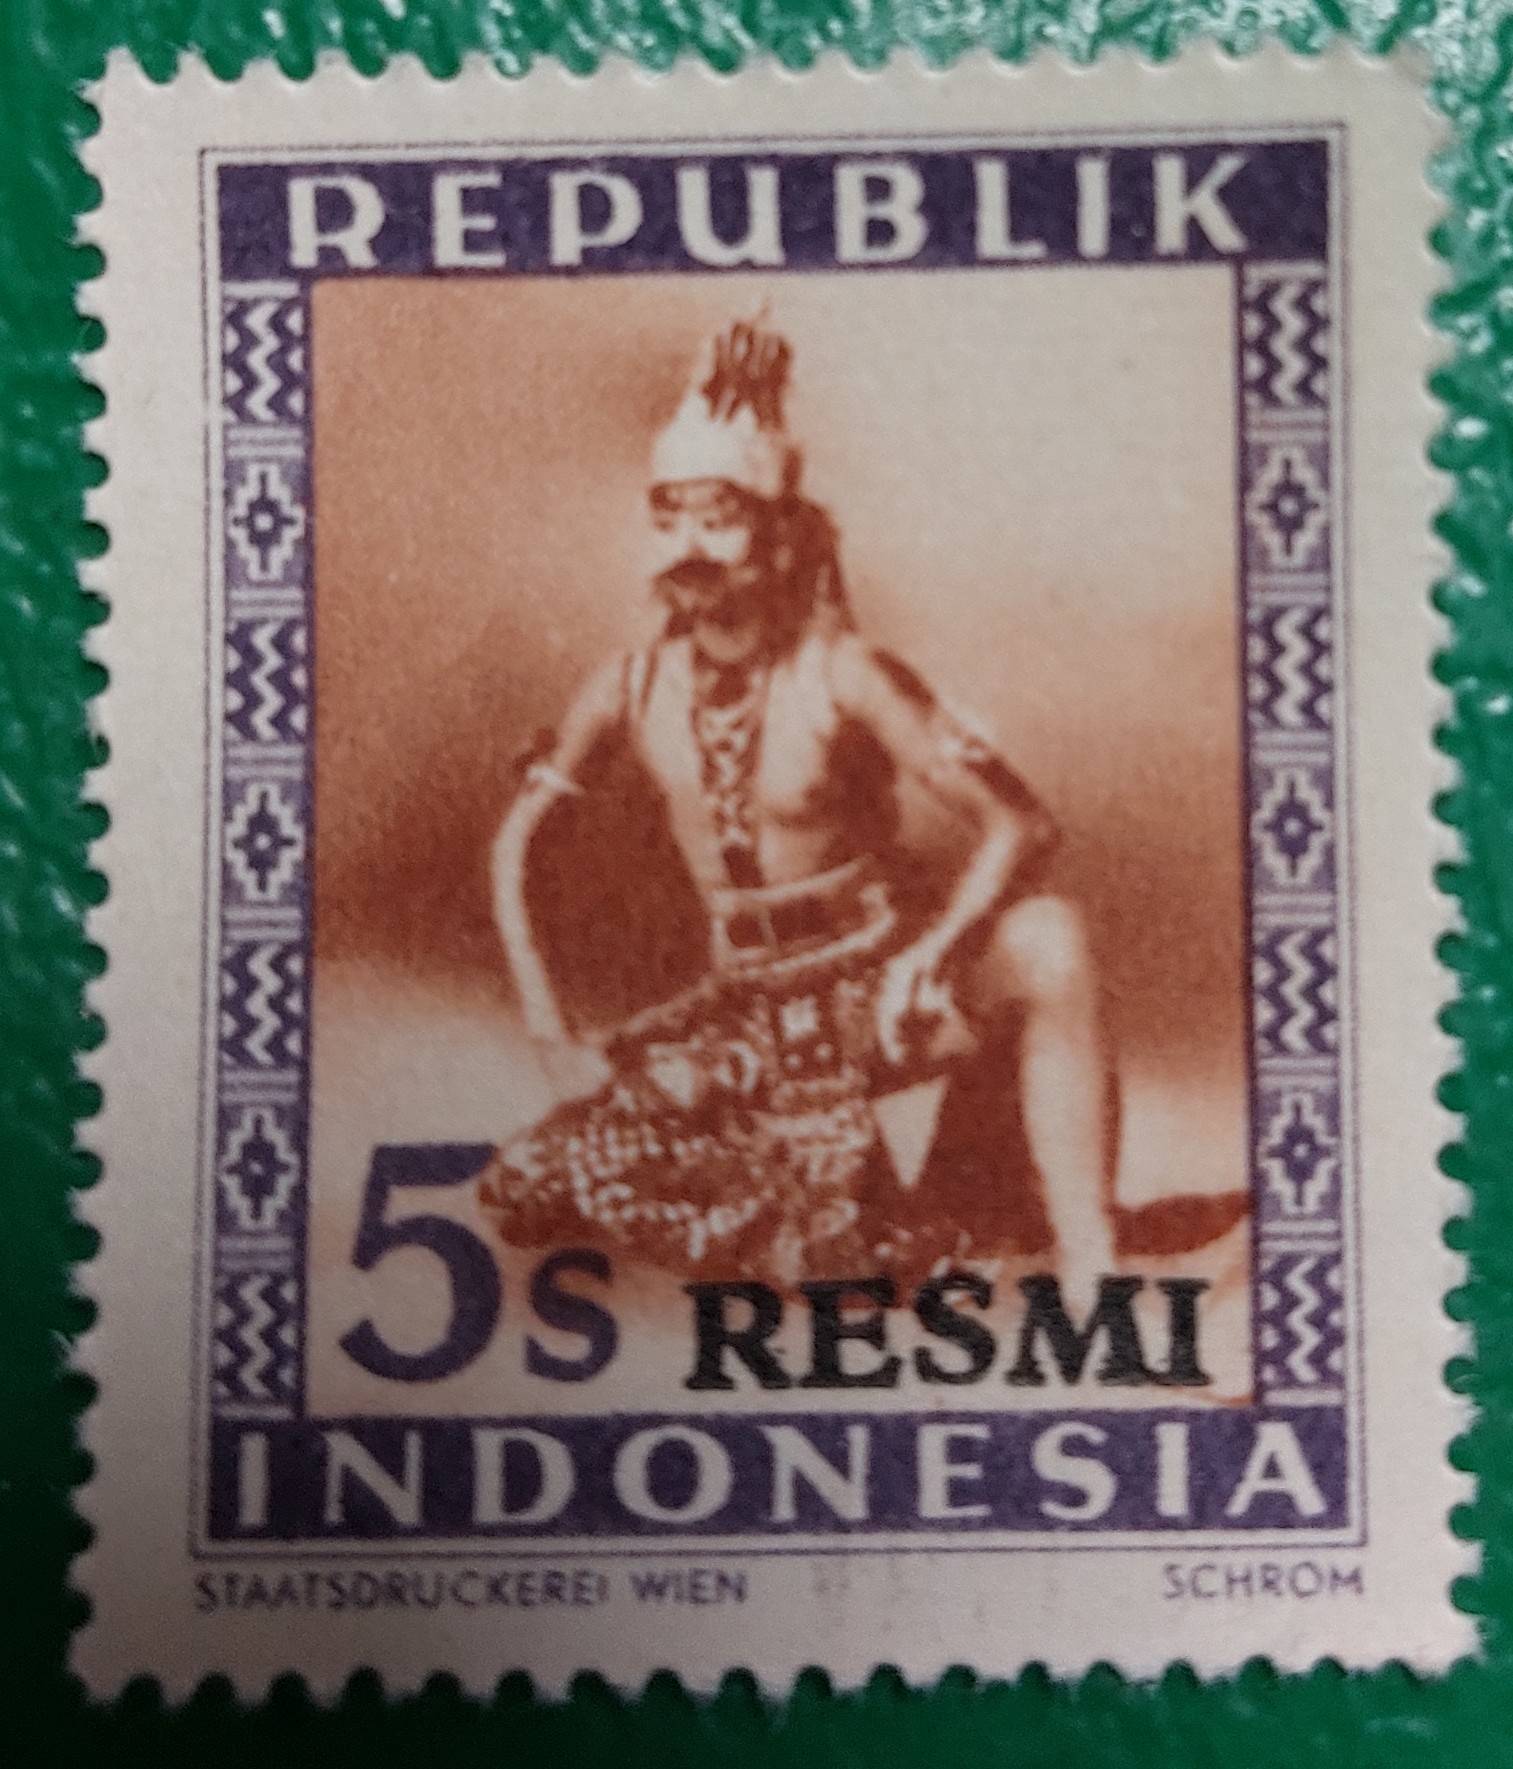 REPUBLIK
5s RESMI
INDONESIA
STAATSDRUCKEREI WIEN SCHROM